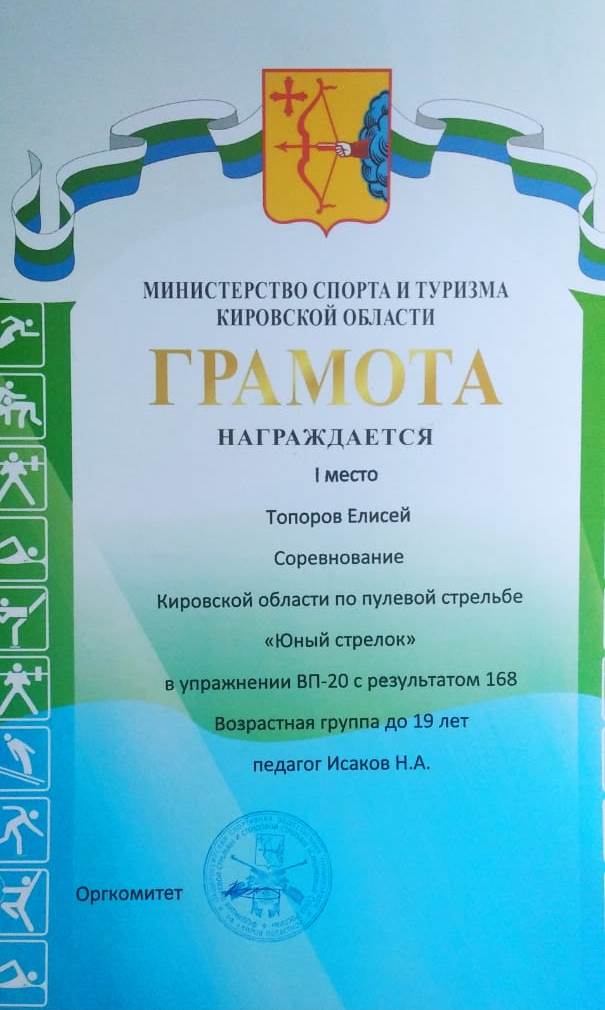 МИНИСТЕРСТВО СПОРТА И ТУРИЗМА
КИРОВСКОЙ ОБЛАСТИ
ГРАМОТА
НАГРАЖДАЕТСЯ
I место
Топоров Елисей
Соревнование
Кировской области по пулевой стрельбе
«Юный стрелок»
в упражнении ВП-20 с результатом 168
Возрастная группа до 19 лет
педагог Исаков Н.А.
Оргкомитет